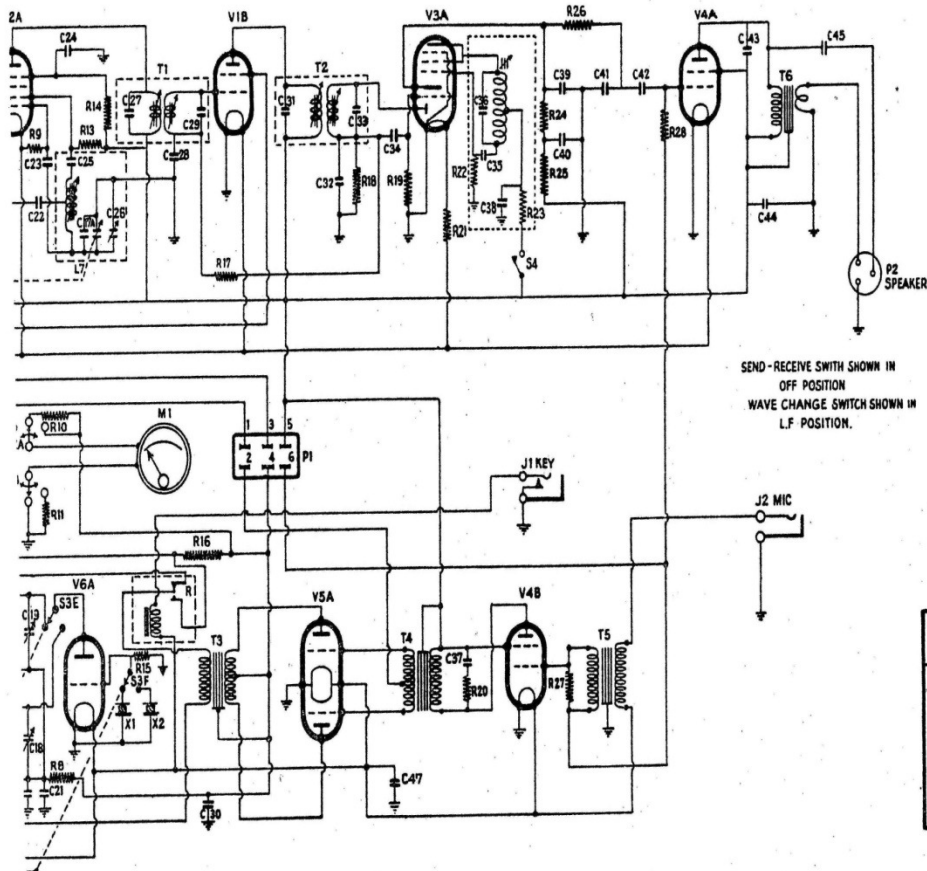 2A
V1B
V3A
R26
V4A
C24
C43
C45
T1
T2
T6
C27
C29
C31
C33
C39
C41
C42
R14
R9
R13
C23
C25
C28
C34
C35
R24
R28
C32
R18
R19
R22
C40
R25
C22
C26
C38
R23
R21
C44
L7
R17
S4
P2
SPEAKER
SEND-RECEIVE SWITH SHOWN IN
OFF POSITION
WAVE CHANGE SWITCH SHOWN IN
L.F POSITION.
R10
M1
1 3 5
2 4 6
P1
J1 KEY
A
R11
J2 MIC
R16
V6A
R
V5A
V4B
C19
S3E
T3
T4
T5
R15
S3F
C37
R20
R27
X1
X2
C18
R8
C21
C47
C30